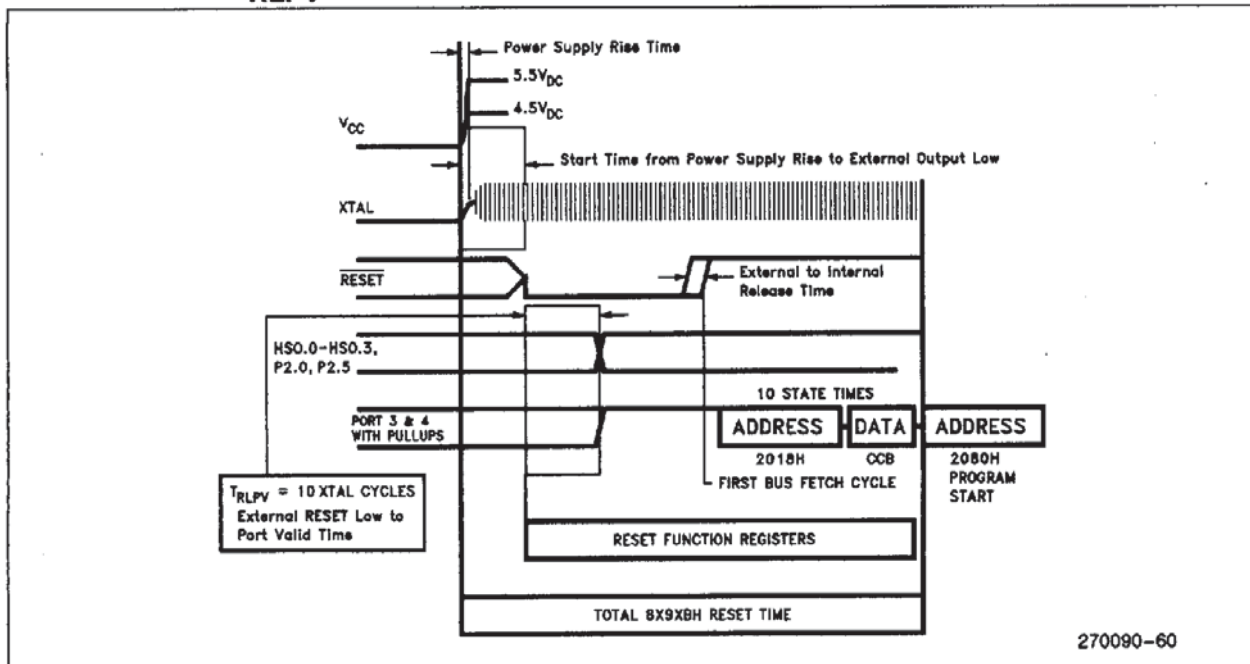 Power Supply Rise Time
5.5VDC
4.5VDC
VCC
Start Time from Power Supply Rise to External Output Low
XTAL
RESET
External to Internal
Release Time
HS0.0-HS0.3,
P2.0, P2.5
10 STATE TIMES
PORT 3 & 4
WITH PULLUPS
ADDRESS
DATA
ADDRESS
2018H
CCB
2080H
PROGRAM
START
FIRST BUS FETCH CYCLE
TRLPV = 10 XTAL CYCLES
External RESET Low to
Port Valid Time
RESET FUNCTION REGISTERS
TOTAL 8X9XBH RESET TIME
270090-60